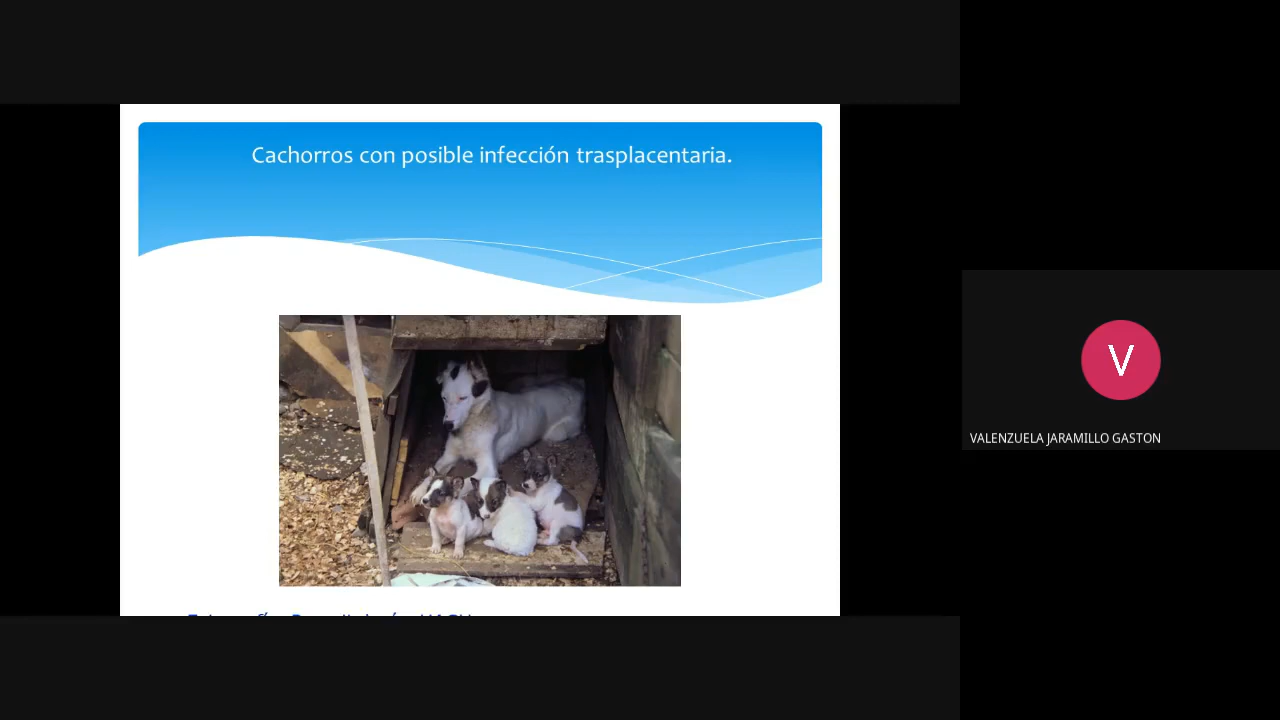 Cachorros con posible infección trasplacentaria.
V
VALENZUELA JARAMILLO GASTON